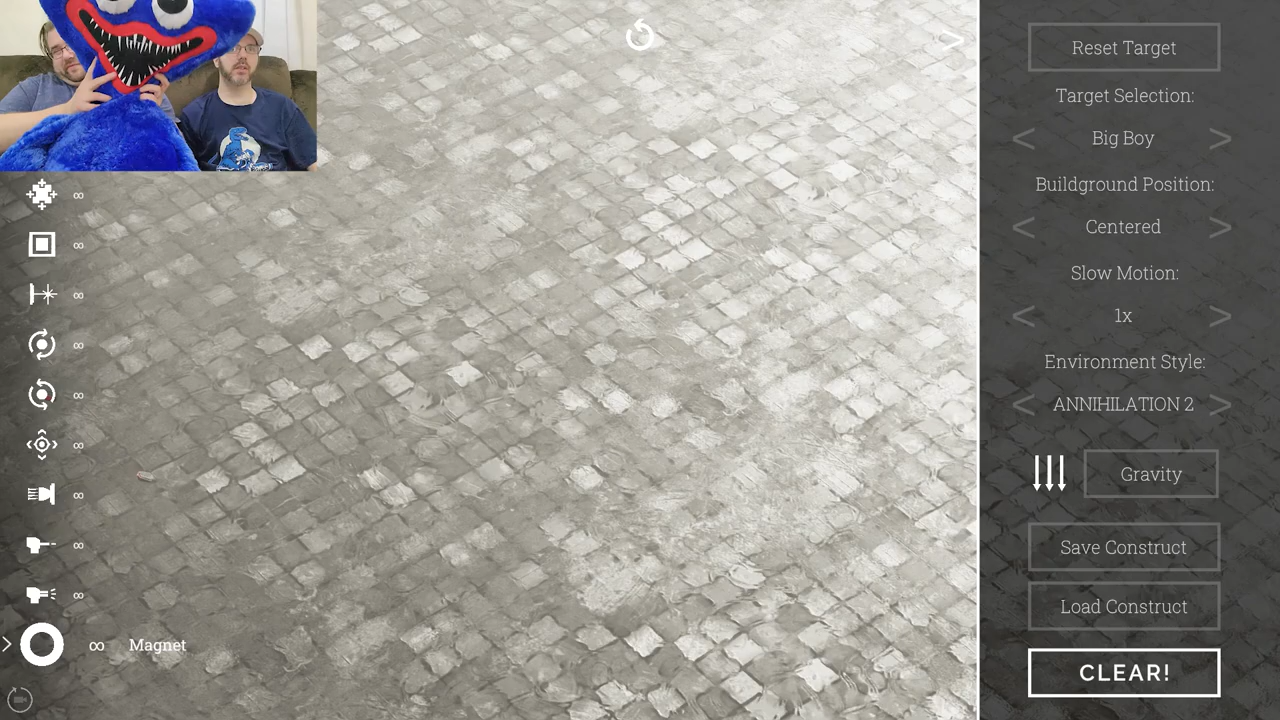 Reset Target
Target Selection:
< Big Boy >
Buildground Position:
< Centered >
Slow Motion:
< 1x >
Environment Style:
< ANNIHILATION 2 >
Gravity
Save Construct
Load Construct
CLEAR!
∞
∞
∞
∞
∞
∞
∞
∞
∞
∞ Magnet